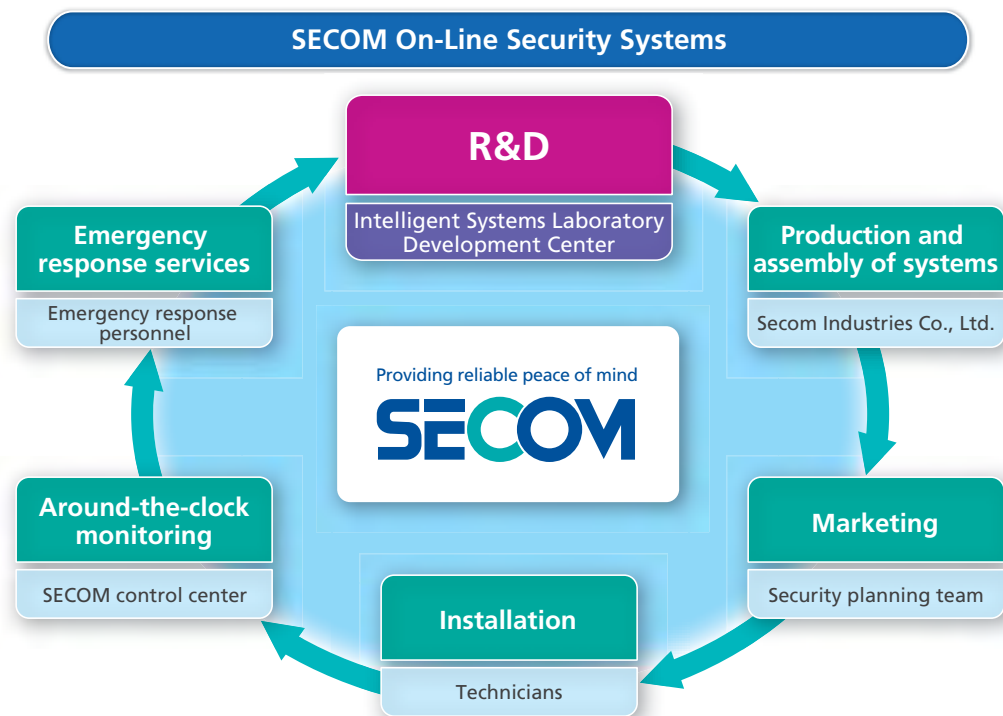 SECOM On-Line Security Systems
R&D
Intelligent Systems Laboratory
Development Center
Production and
assembly of systems
Secom Industries Co., Ltd.
Marketing
Security planning team
Installation
Technicians
Around-the-clock
monitoring
SECOM control center
Emergency
response services
Emergency response
personnel
Providing reliable peace of mind
SECOM